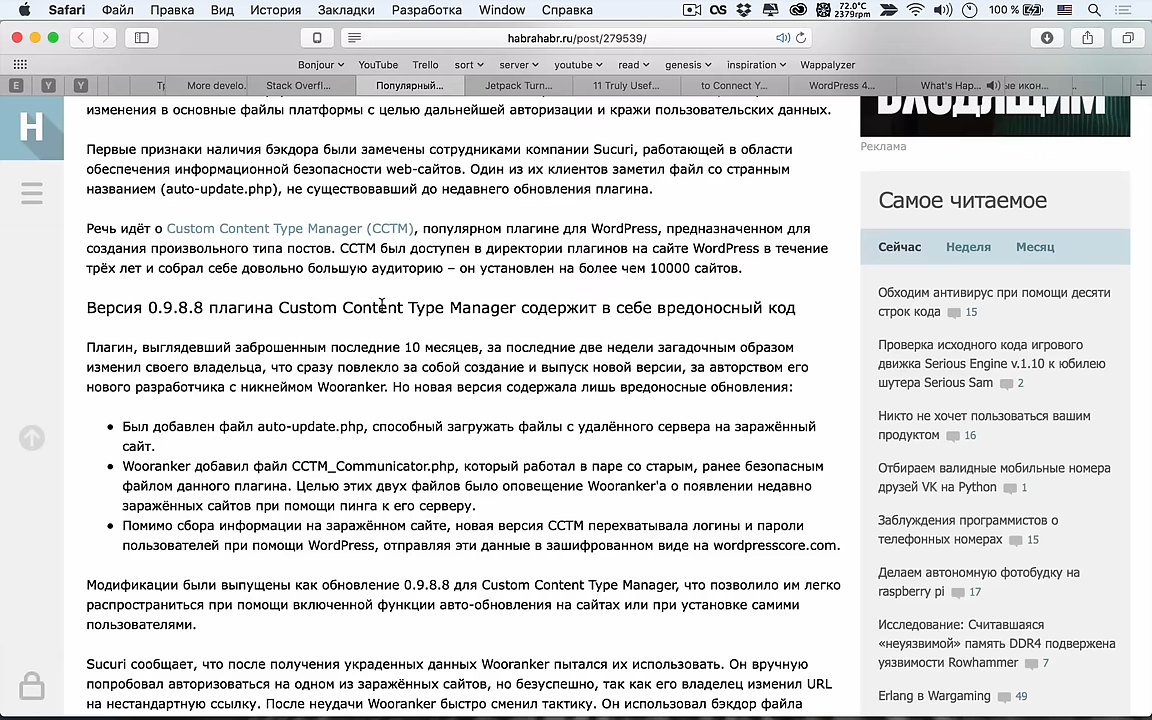 Safari Файл Правка Вид История Закладки Разработка Window Справка
72.0°C
2379rpm
100 %
habrahabr.ru/post/279539/
Bonjour YouTube Trello sort server youtube read genesis inspiration Wappalyzer
E Y Y More develo. Stack Overfl... Популярный... Jetpack Turn... 11 Truly Usef... to Connect Y... WordPress 4... What's Hap... ые икон...
изменения в основные файлы платформы с целью дальнейшей авторизации и кражи пользовательских данных.
Первые признаки наличия бэкдора были замечены сотрудниками компании Sucuri, работающей в области
обеспечения информационной безопасности web-сайтов. Один из их клиентов заметил файл со странным
названием (auto-update.php), не существовавший до недавнего обновления плагина.
Речь идёт о Custom Content Type Manager (CCTM), популярном плагине для WordPress, предназначенном для
создания произвольного типа постов. CCTM был доступен в директории плагинов на сайте WordPress в течение
трёх лет и собрал себе довольно большую аудиторию – он установлен на более чем 10000 сайтов.
Версия 0.9.8.8 плагина Custom Content Type Manager содержит в себе вредоносный код
Плагин, выглядевший заброшенным последние 10 месяцев, за последние две недели загадочным образом
изменил своего владельца, что сразу повлекло за собой создание и выпуск новой версии, за авторством его
нового разработчика с никнеймом Wooranker. Но новая версия содержала лишь вредоносные обновления:
• Был добавлен файл auto-update.php, способный загружать файлы с удалённого сервера на заражённый
сайт.
• Wooranker добавил файл CCTM_Communicator.php, который работал в паре со старым, ранее безопасным
файлом данного плагина. Целью этих двух файлов было оповещение Wooranker'а о появлении недавно
заражённых сайтов при помощи пинга к его серверу.
• Помимо сбора информации на заражённом сайте, новая версия CCTM перехватывала логины и пароли
пользователей при помощи WordPress, отправляя эти данные в зашифрованном виде на wordpresscore.com.
Модификации были выпущены как обновление 0.9.8.8 для Custom Content Type Manager, что позволило им легко
распространиться при помощи включенной функции авто-обновления на сайтах или при установке самими
пользователями.
Sucuri сообщает, что после получения украденных данных Wooranker пытался их использовать. Он вручную
попробовал авторизоваться на одном из заражённых сайтов, но безуспешно, так как его владелец изменил URL
на нестандартную ссылку. После неудачи Wooranker быстро сменил тактику. Он использовал бэкдор файла
H
ВХОДЯЩИМ
Реклама
Самое читаемое
Сейчас Неделя Месяц
Обходим антивирус при помощи десяти
строк кода 15
Проверка исходного кода игрового
движка Serious Engine v.1.10 к юбилею
шутера Serious Sam 2
Никто не хочет пользоваться вашим
продуктом 16
Отбираем валидные мобильные номера
друзей VK на Python 1
Заблуждения программистов о
телефонных номерах 15
Делаем автономную фотобудку на
raspberry pi 17
Исследование: Считавшаяся
«неуязвимой» память DDR4 подвержена
уязвимости Rowhammer 7
Erlang в Wargaming 49